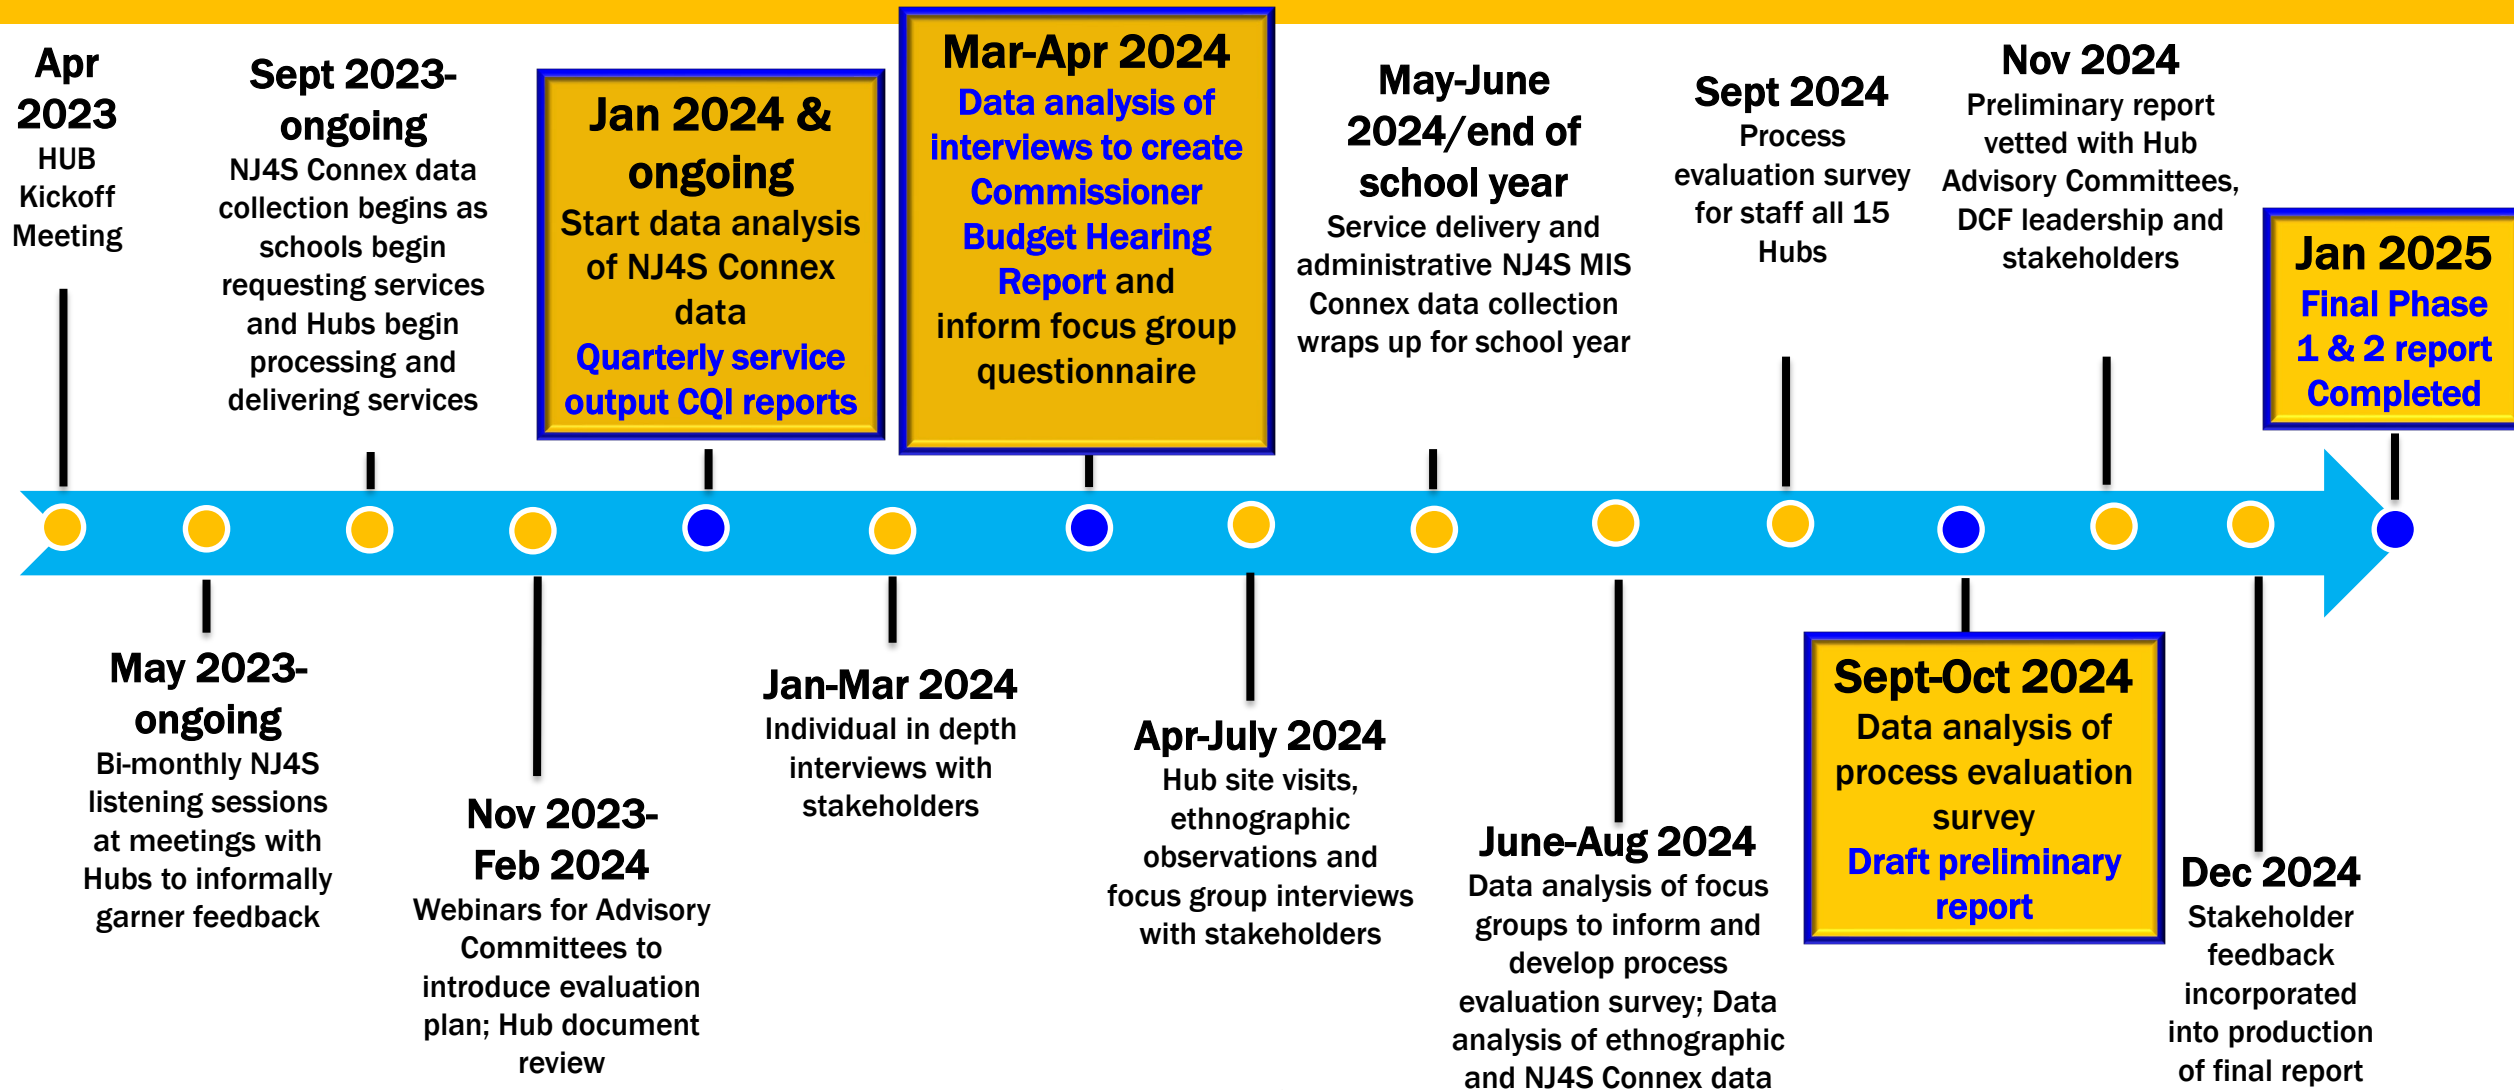 Apr
2023
HUB
Kickoff
Meeting
May 2023-
ongoing
Bi-monthly NJ4S
listening sessions
at meetings with
Hubs to informally
garner feedback
Sept 2023-
ongoing
NJ4S Connex data
collection begins as
schools begin
requesting services
and Hubs begin
processing and
delivering services
Nov 2023-
Feb 2024
Webinars for Advisory
Committees to
introduce evaluation
plan; Hub document
review
Jan 2024 &
ongoing
Start data analysis
of NJ4S Connex
data
Quarterly service
output CQI reports
Jan-Mar 2024
Individual in depth
interviews with
stakeholders
Mar-Apr 2024
Data analysis of
interviews to create
Commissioner
Budget Hearing
Report and
inform focus group
questionnaire
Apr-July 2024
Hub site visits,
ethnographic
observations and
focus group interviews
with stakeholders
May-June
2024/end of
school year
Service delivery and
administrative NJ4S MIS
Connex data collection
wraps up for school year
June-Aug 2024
Data analysis of focus
groups to inform and
develop process
evaluation survey; Data
analysis of ethnographic
and NJ4S Connex data
Sept 2024
Process
evaluation survey
for staff all 15
Hubs
Sept-Oct 2024
Data analysis of
process evaluation
survey
Draft preliminary
report
Nov 2024
Preliminary report
vetted with Hub
Advisory Committees,
DCF leadership and
stakeholders
Dec 2024
Stakeholder
feedback
incorporated
into production
of final report
Jan 2025
Final Phase
1 & 2 report
Completed